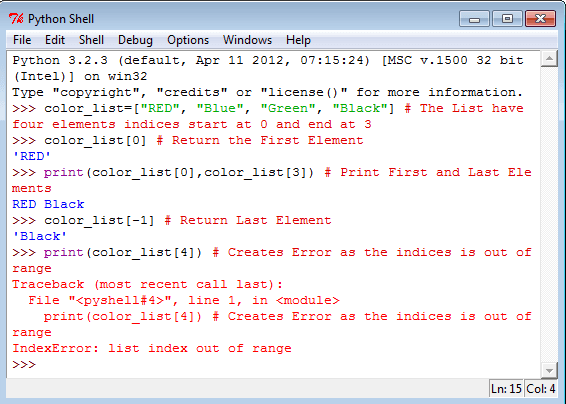 Python Shell
File Edit Shell Debug Options Windows Help
Python 3.2.3 (default, Apr 11 2012, 07:15:24) [MSC v.1500 32 bit
(Intel)] on win32
Type "copyright", "credits" or "license()" for more information.
>>> color_list=["RED", "Blue", "Green", "Black"] # The List have
four elements indices start at 0 and end at 3
>>> color_list[0] # Return the First Element
'RED'
>>> print(color_list[0],color_list[3]) # Print First and Last Ele
ments
RED Black
>>> color_list[-1] # Return Last Element
'Black'
>>> print(color_list[4]) # Creates Error as the indices is out of
range
Traceback (most recent call last):
  File "<pyshell#4>", line 1, in <module>
    print(color_list[4]) # Creates Error as the indices is out of
range
IndexError: list index out of range
>>>
Ln: 15 Col: 4